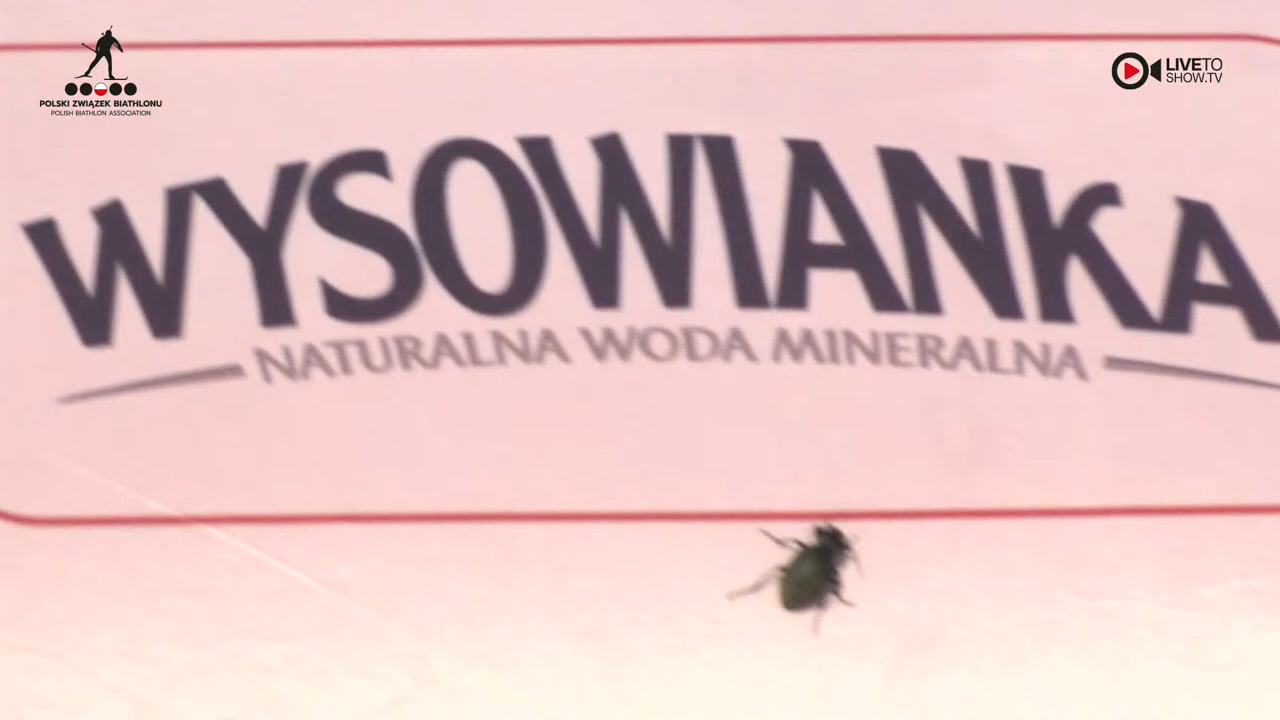 POLSKI ZWIĄZEK BIATHLONU
POLISH BIATHLON ASSOCIATION
LIVETO
SHOW.TV
WYSOWIANKA
NATURALNA WODA MINERALNA